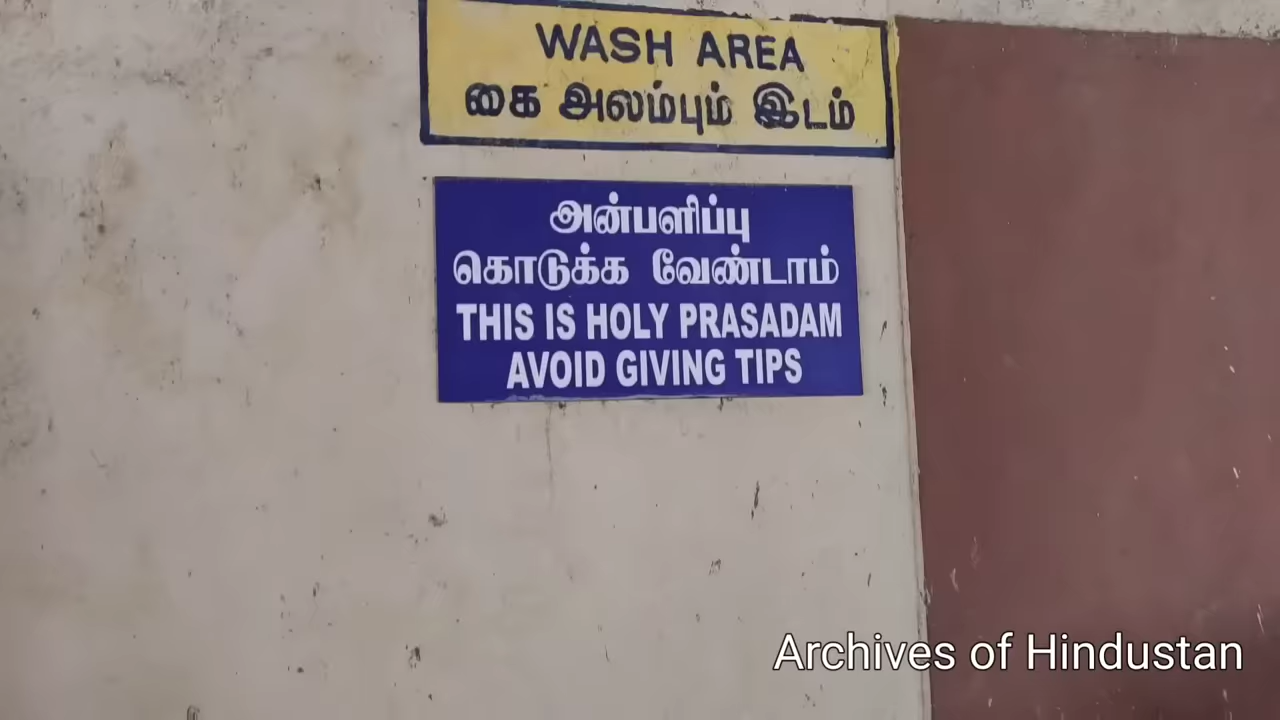 WASH AREA
கை அலம்பும் இடம்
அன்பளிப்பு
கொடுக்க வேண்டாம்
THIS IS HOLY PRASADAM
AVOID GIVING TIPS
Archives of Hindustan